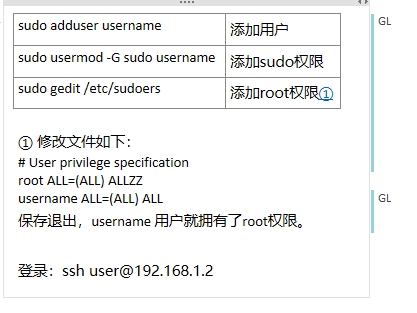 sudo adduser username 添加用户
sudo usermod -G sudo username 添加sudo权限
sudo gedit /etc/sudoers 添加root权限①
① 修改文件如下：
# User privilege specification
root ALL=(ALL) ALLZZ
username ALL=(ALL) ALL
保存退出，username 用户就拥有了root权限。
登录：ssh user@192.168.1.2
GL
GL